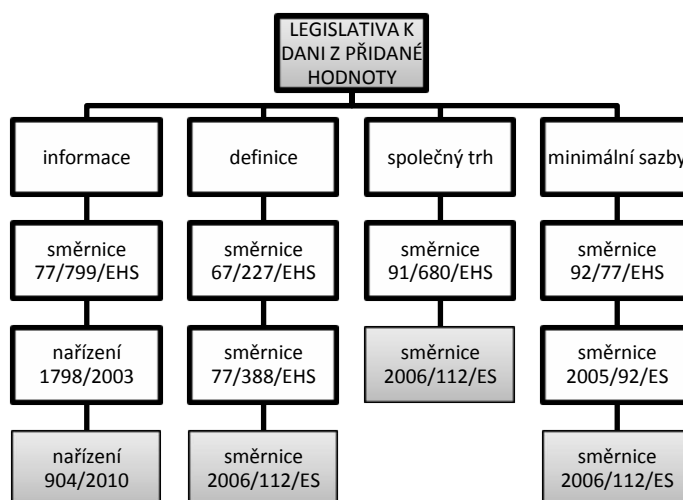 LEGISLATIVA K
DANI Z PŘIDANÉ
HODNOTY
informace
definice
společný trh
minimální sazby
směrnice
77/799/EHS
směrnice
67/227/EHS
směrnice
91/680/EHS
směrnice
92/77/EHS
nařízení
1798/2003
směrnice
77/388/EHS
směrnice
2006/112/ES
směrnice
2005/92/ES
nařízení
904/2010
směrnice
2006/112/ES
směrnice
2006/112/ES